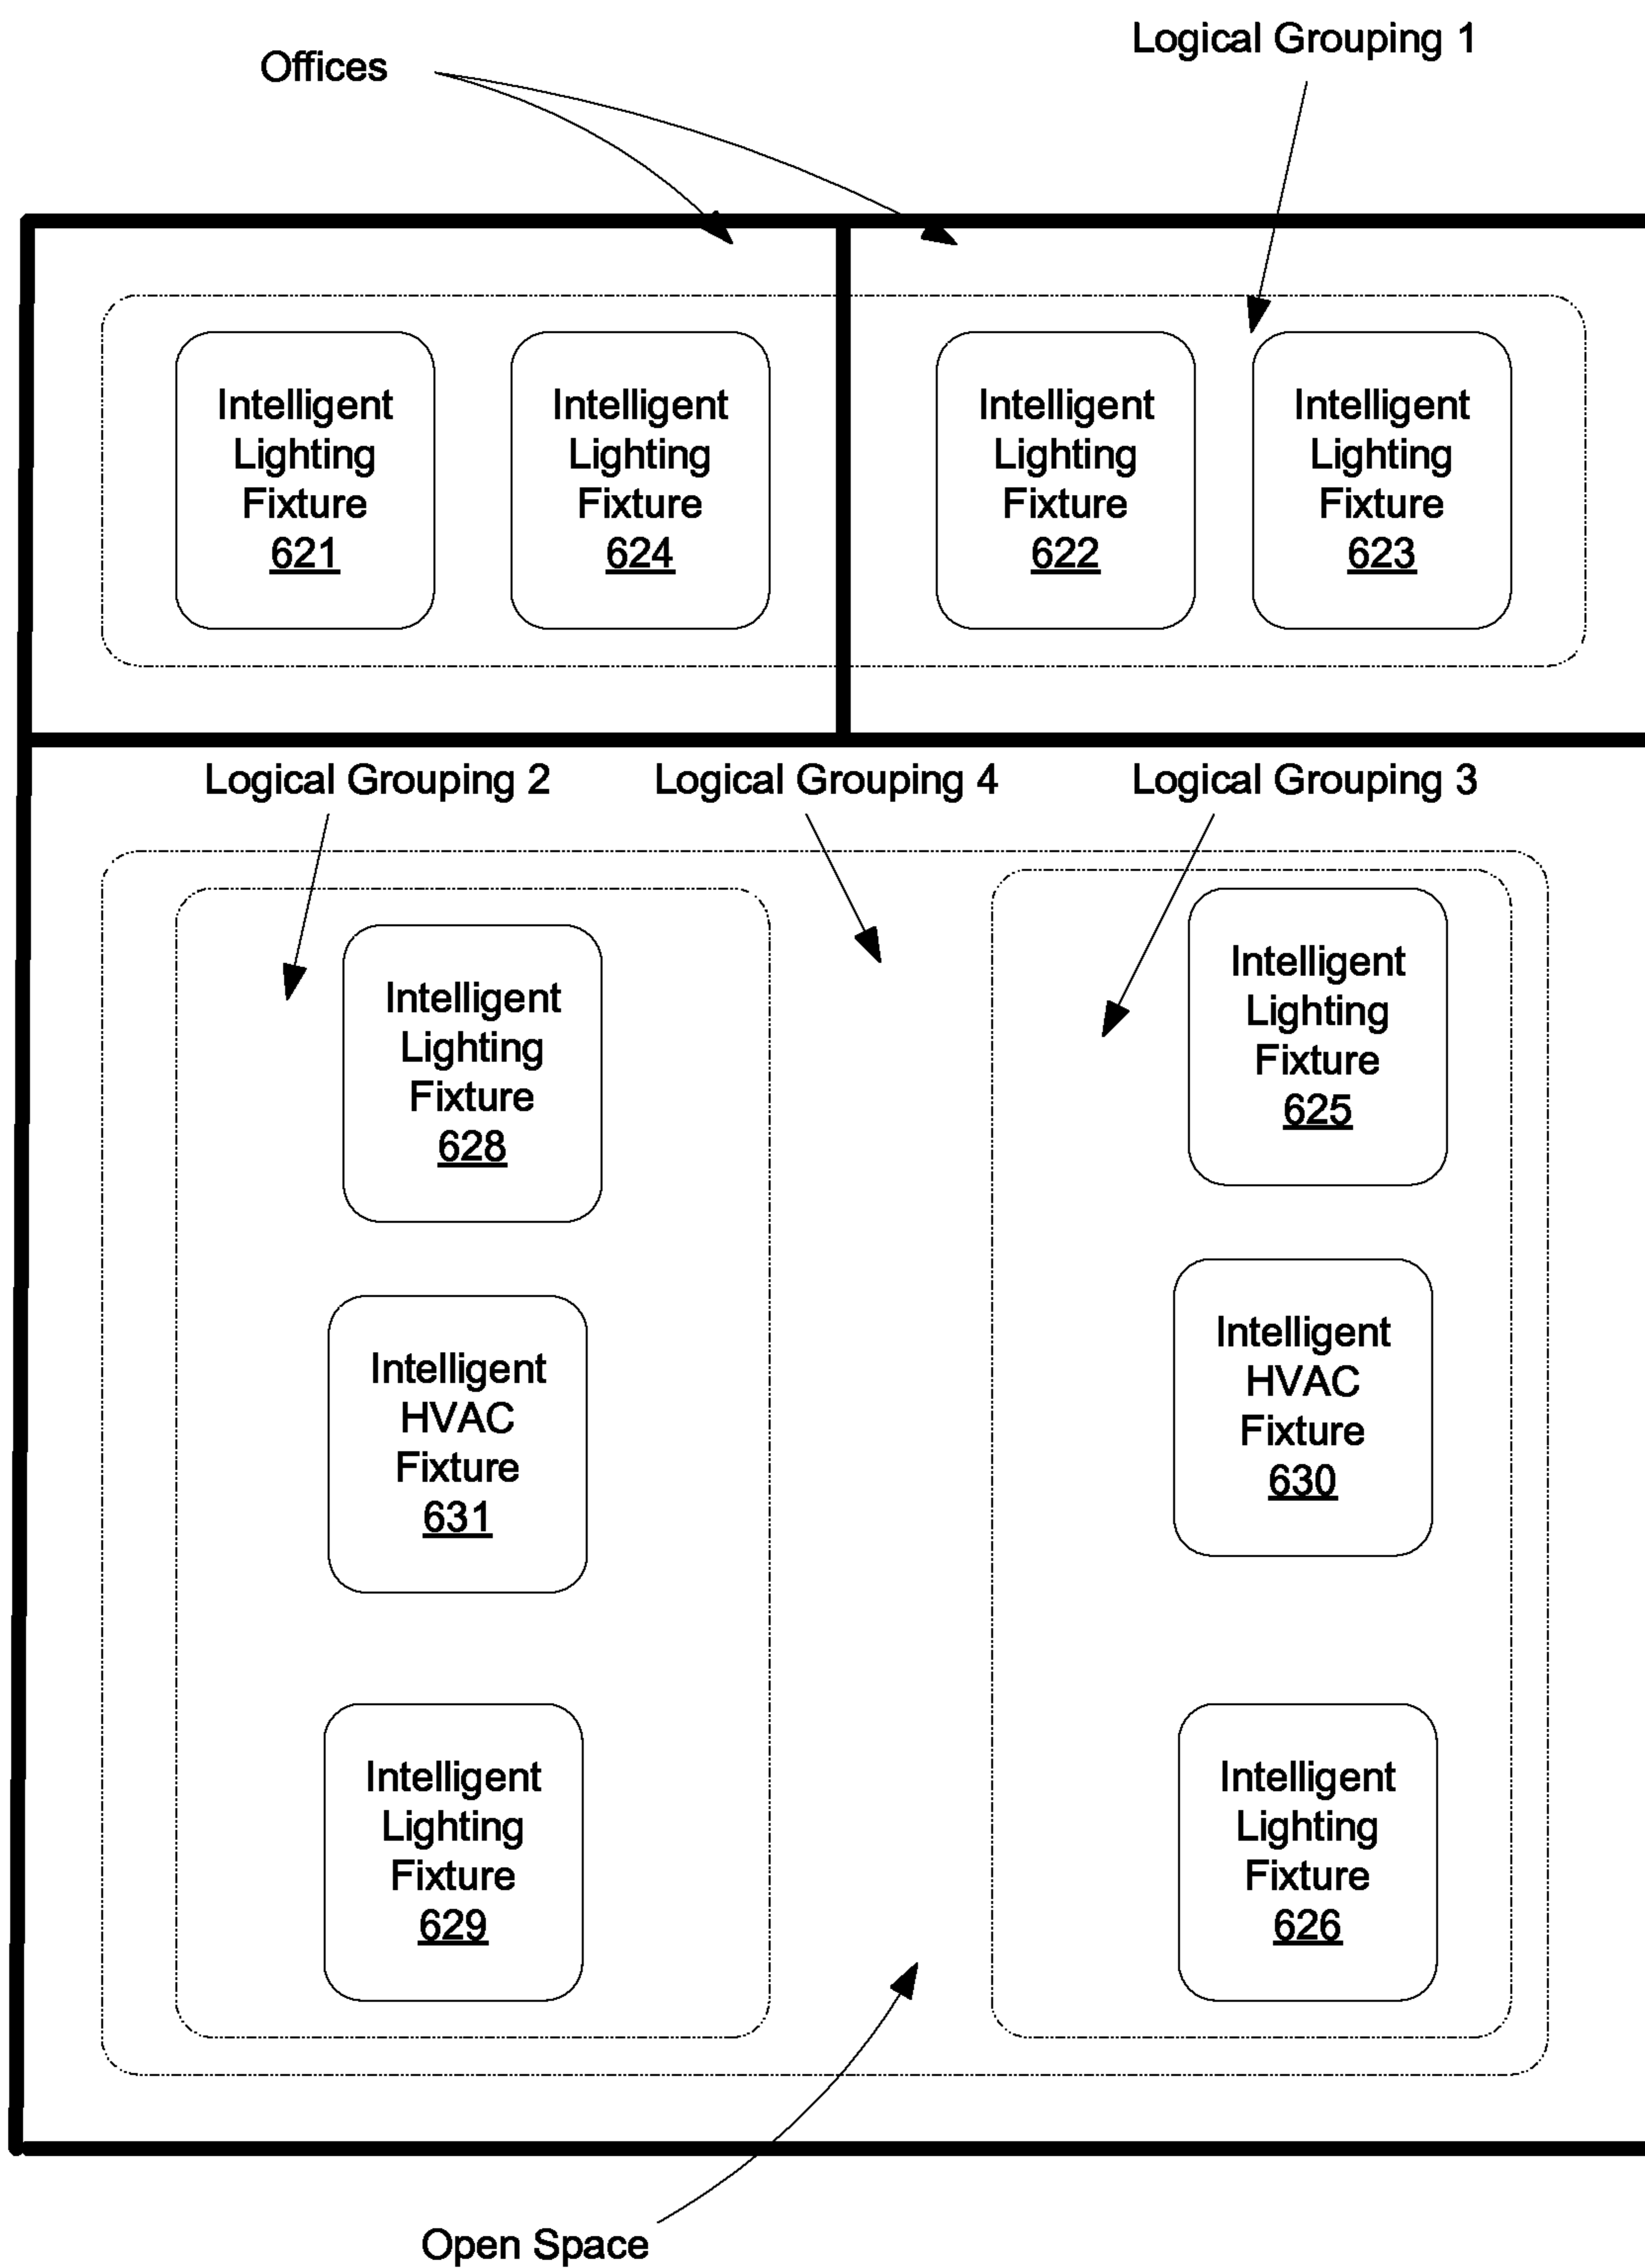 Offices
Logical Grouping 1
Intelligent
Lighting
Fixture
621
Intelligent
Lighting
Fixture
624
Intelligent
Lighting
Fixture
622
Intelligent
Lighting
Fixture
623
Logical Grouping 2
Logical Grouping 4
Logical Grouping 3
Intelligent
Lighting
Fixture
628
Intelligent
Lighting
Fixture
625
Intelligent
HVAC
Fixture
631
Intelligent
HVAC
Fixture
630
Intelligent
Lighting
Fixture
629
Intelligent
Lighting
Fixture
626
Open Space